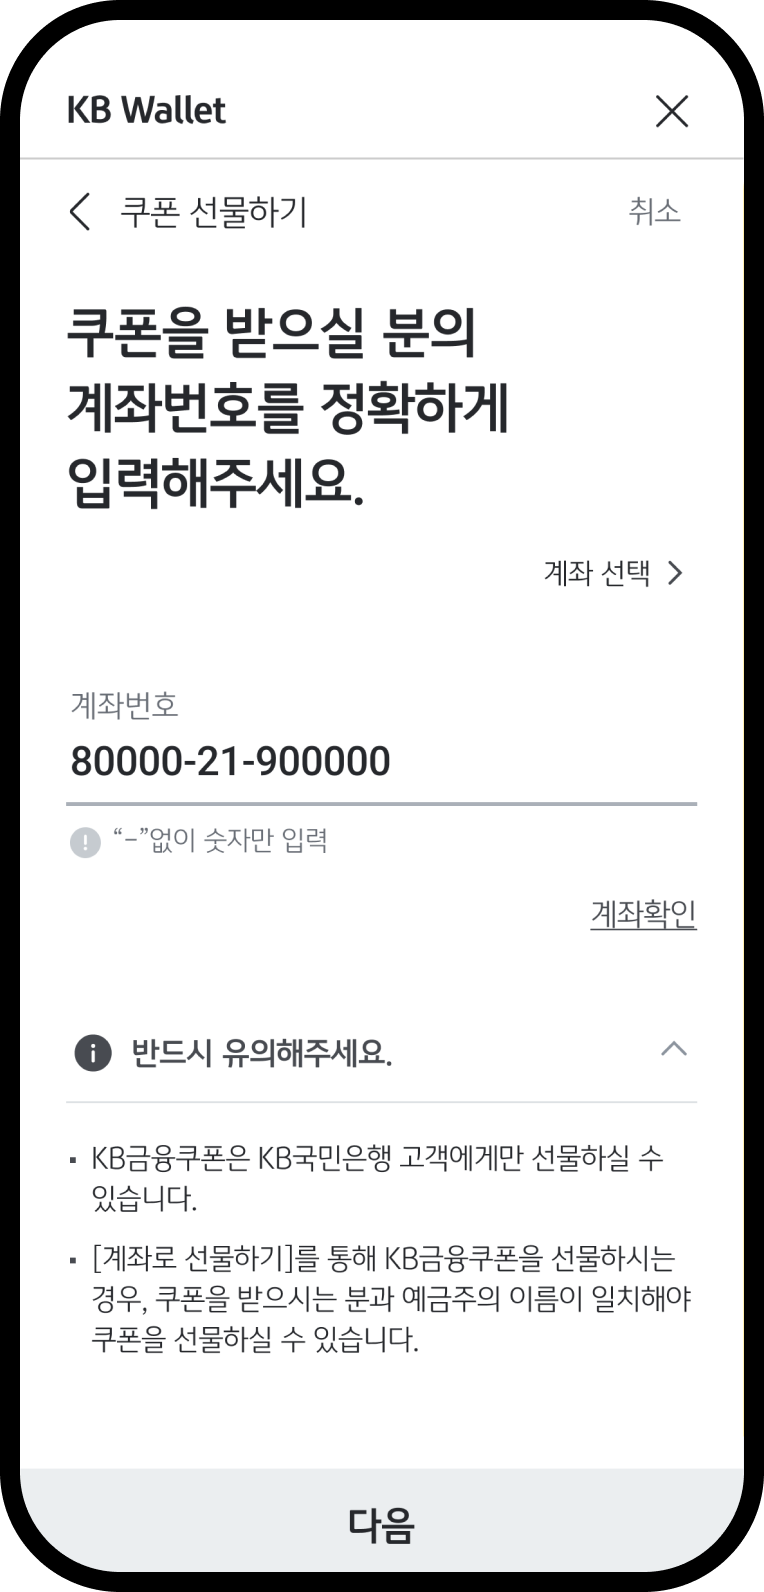 KB Wallet
쿠폰 선물하기 취소
쿠폰을 받으실 분의
계좌번호를 정확하게
입력해주세요.
계좌 선택
계좌번호
80000-21-900000
“-”없이 숫자만 입력
계좌확인
반드시 유의해주세요.
▪ KB금융쿠폰은 KB국민은행 고객에게만 선물하실 수
있습니다.
▪ [계좌로 선물하기]를 통해 KB금융쿠폰을 선물하시는
경우, 쿠폰을 받으시는 분과 예금주의 이름이 일치해야
쿠폰을 선물하실 수 있습니다.
다음